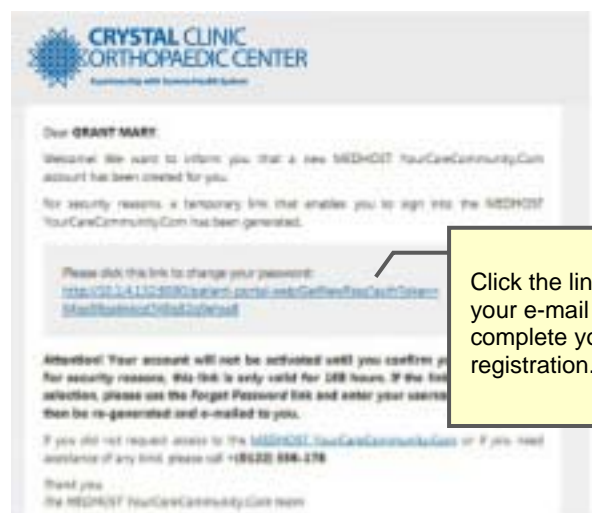 CRYSTAL CLINIC
ORTHOPAEDIC CENTER
Dear GRANT MARY:
Welcome! We want to inform you that a new MEDHOST YourCareCommunity.Com
account has been created for you.
For security reasons, a temporary link that enables you to sign into the MEDHOST
YourCareCommunity.Com has been generated.
Please click this link to change your password:
Click the lin
your e-mail
complete yo
registration.
Attention! Your account will not be activated until you confirm yo
For security reasons, this link is only valid for 168 hours. If the link
selection, please use the Forgot Password link and enter your userna
then be re-generated and e-mailed to you.
If you did not request access to the MEDHOST YourCareCommunity.Com or if you need
assistance of any kind, please call
Thank you,
the MEDHOST YourCareCommunity.Com team